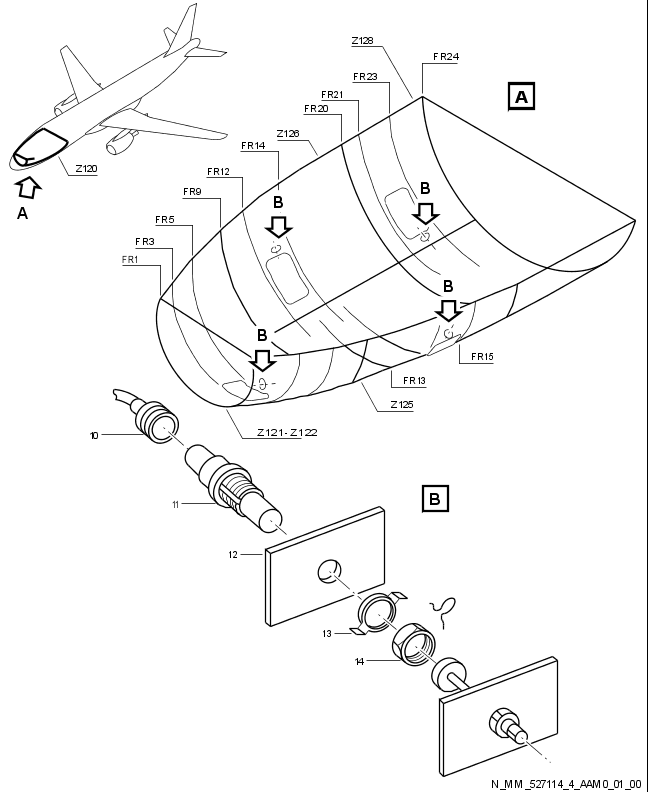 Z128
FR24
FR23
A
FR21
FR20
Z126
FR14
Z120
FR12
B
B
A
FR9
FR5
FR3
FR1
B
B
FR15
FR13
Z125
Z121-Z122
10
B
11
12
13
14
N_MM_527114_4_AAM0_01_00